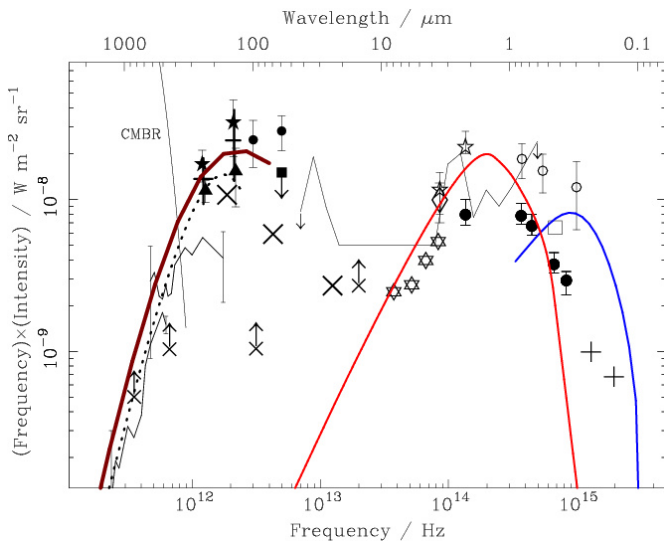 Wavelength / μm
1000 100 10 1 0.1
CMBR
(Frequency)×(Intensity) / W m⁻² sr⁻¹
10⁻⁸
10⁻⁹
10¹² 10¹³ 10¹⁴ 10¹⁵
Frequency / Hz